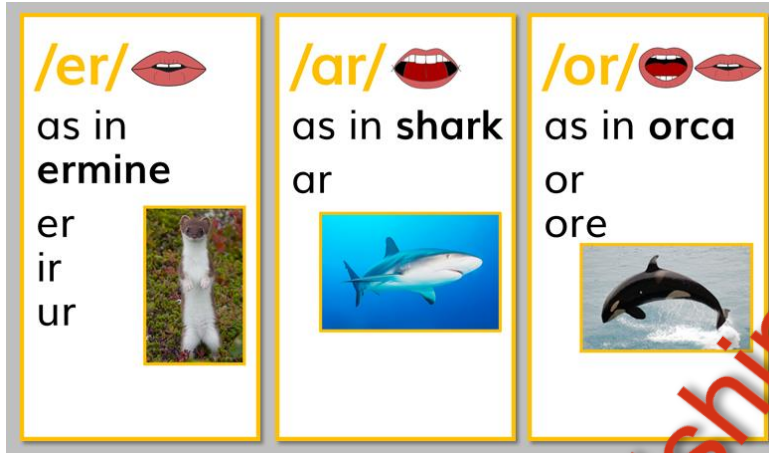 /er/
as in
ermine
er
ir
ur
/ar/
as in shark
ar
/or/
as in orca
or
ore